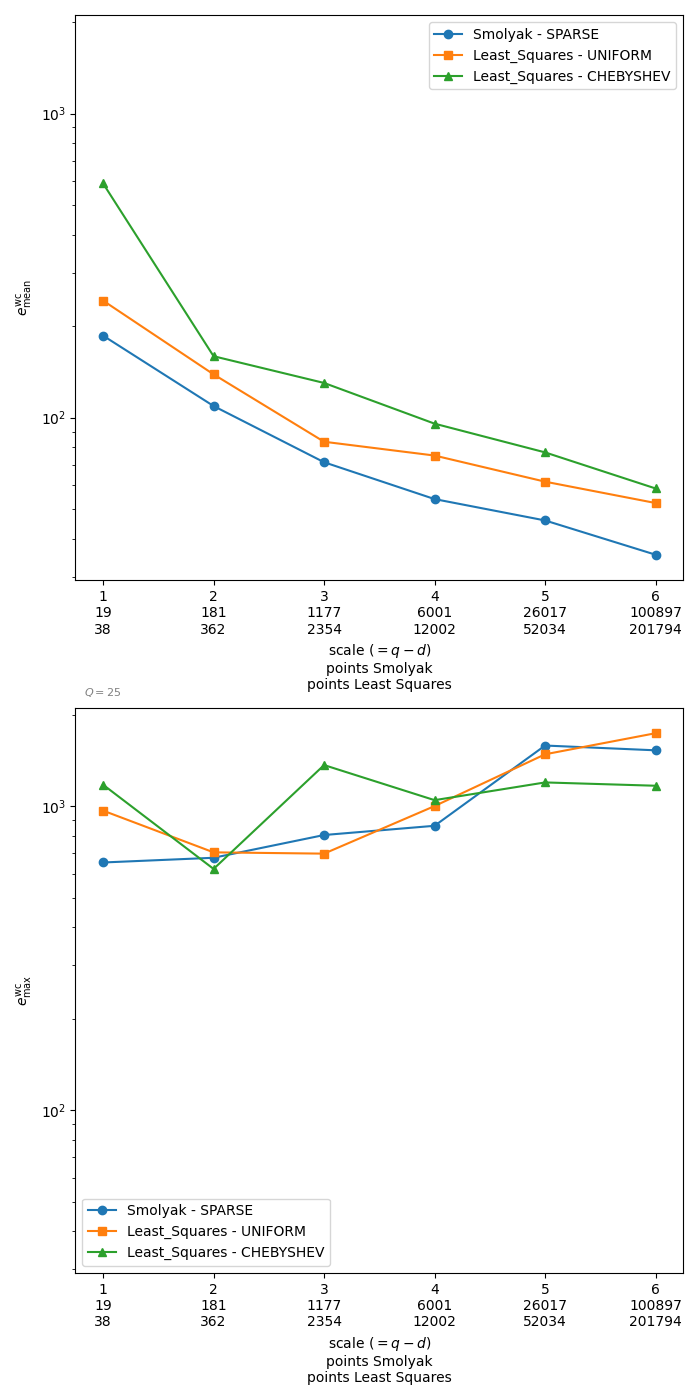 Smolyak - SPARSE
Least_Squares - UNIFORM
Least_Squares - CHEBYSHEV
10³
10²
e^wc_mean
1 2 3 4 5 6
19 181 1177 6001 26017 100897
38 362 2354 12002 52034 201794
scale (= q − d)
points Smolyak
points Least Squares
Q = 25
10³
10²
e^wc_max
Smolyak - SPARSE
Least_Squares - UNIFORM
Least_Squares - CHEBYSHEV
1 2 3 4 5 6
19 181 1177 6001 26017 100897
38 362 2354 12002 52034 201794
scale (= q − d)
points Smolyak
points Least Squares